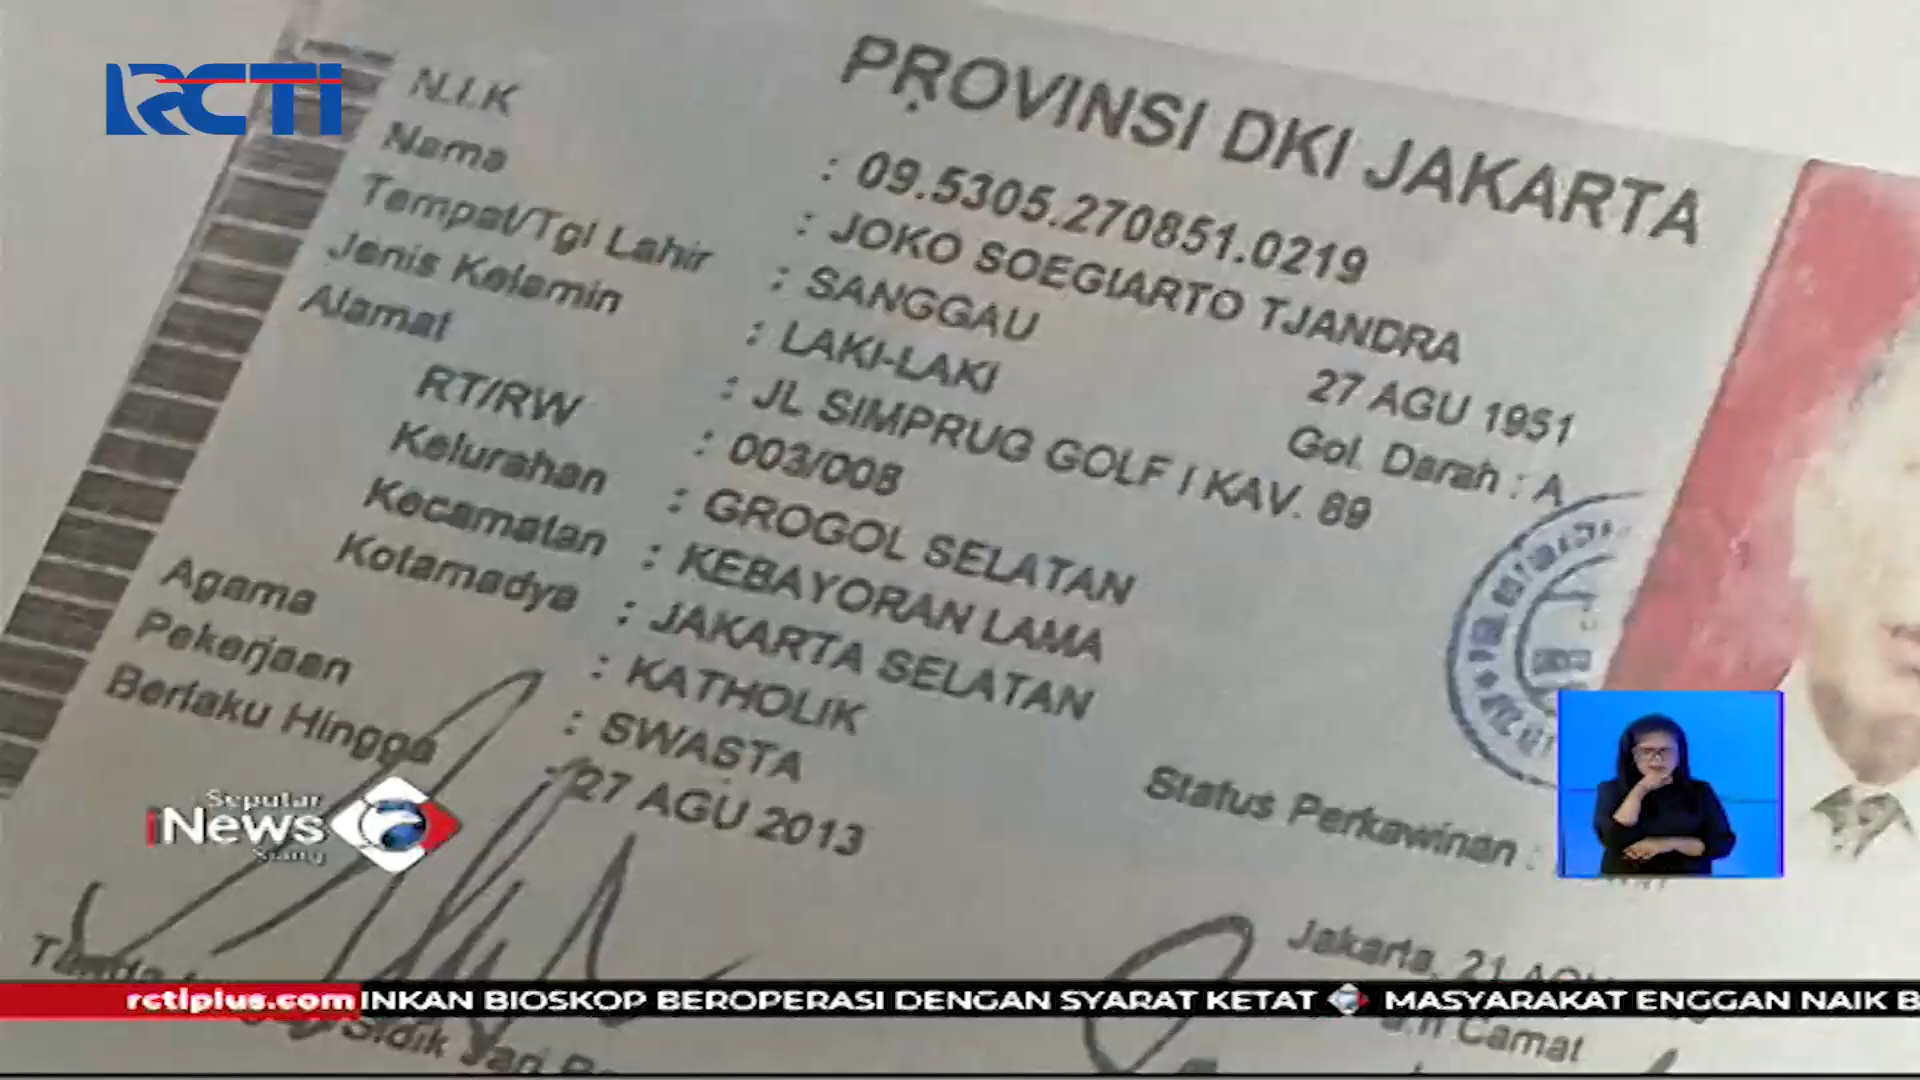 RCTI
PROVINSI DKI JAKARTA
N.I.K : 09.5305.270851.0219
Nama : JOKO SOEGIARTO TJANDRA
Tempat/Tgl Lahir : SANGGAU 27 AGU 1951
Jenis Kelamin : LAKI-LAKI Gol. Darah : A
Alamat : JL SIMPRUG GOLF I KAV. 89
RT/RW : 003/008
Kelurahan : GROGOL SELATAN
Kecamatan : KEBAYORAN LAMA
Kotamadya : JAKARTA SELATAN
Agama : KATHOLIK
Pekerjaan : SWASTA Status Perkawinan :
Berlaku Hingga : 27 AGU 2013
Jakarta, 21
Camat
Sidik Jari
Seputar
iNews
Siang
rctiplus.com INKAN BIOSKOP BEROPERASI DENGAN SYARAT KETAT MASYARAKAT ENGGAN NAIK B